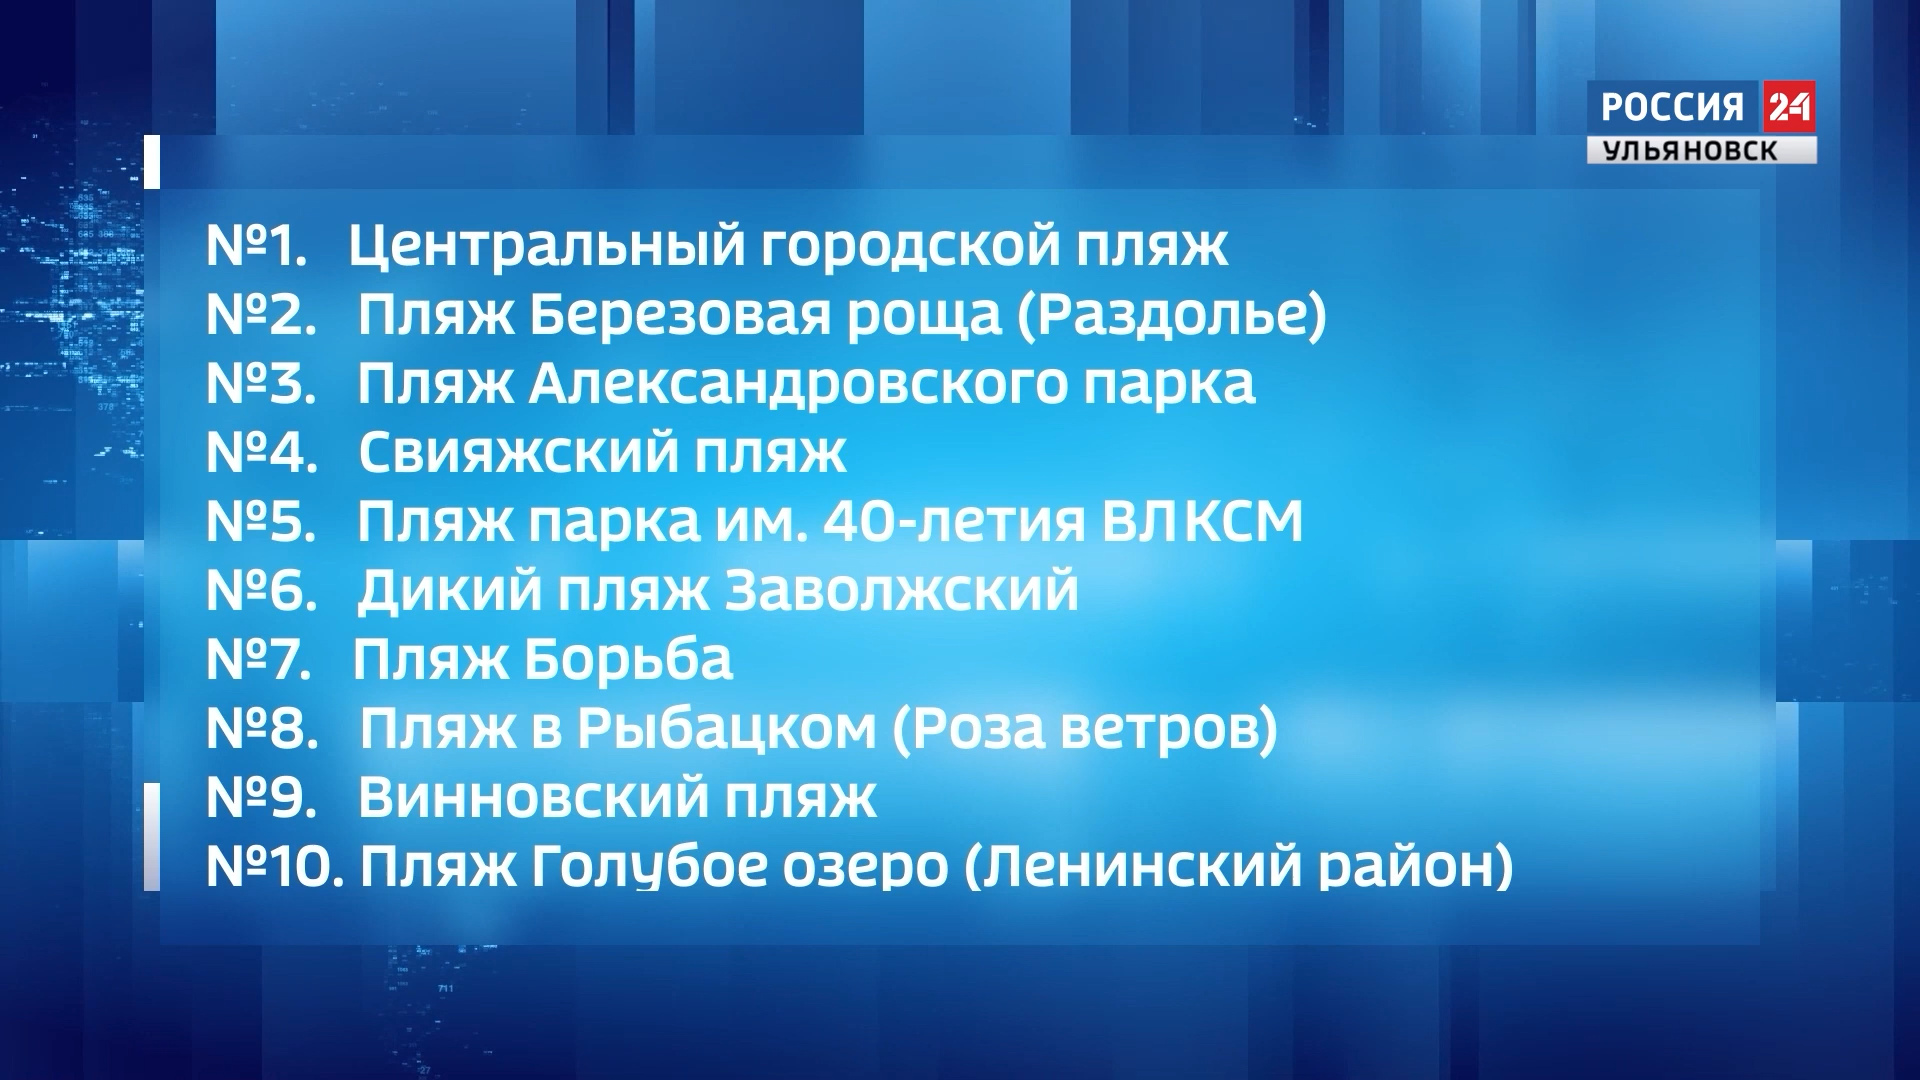 РОССИЯ 24
УЛЬЯНОВСК
№1. Центральный городской пляж
№2. Пляж Березовая роща (Раздолье)
№3. Пляж Александровского парка
№4. Свияжский пляж
№5. Пляж парка им. 40-летия ВЛКСМ
№6. Дикий пляж Заволжский
№7. Пляж Борьба
№8. Пляж в Рыбацком (Роза ветров)
№9. Винновский пляж
№10. Пляж Голубое озеро (Ленинский район)